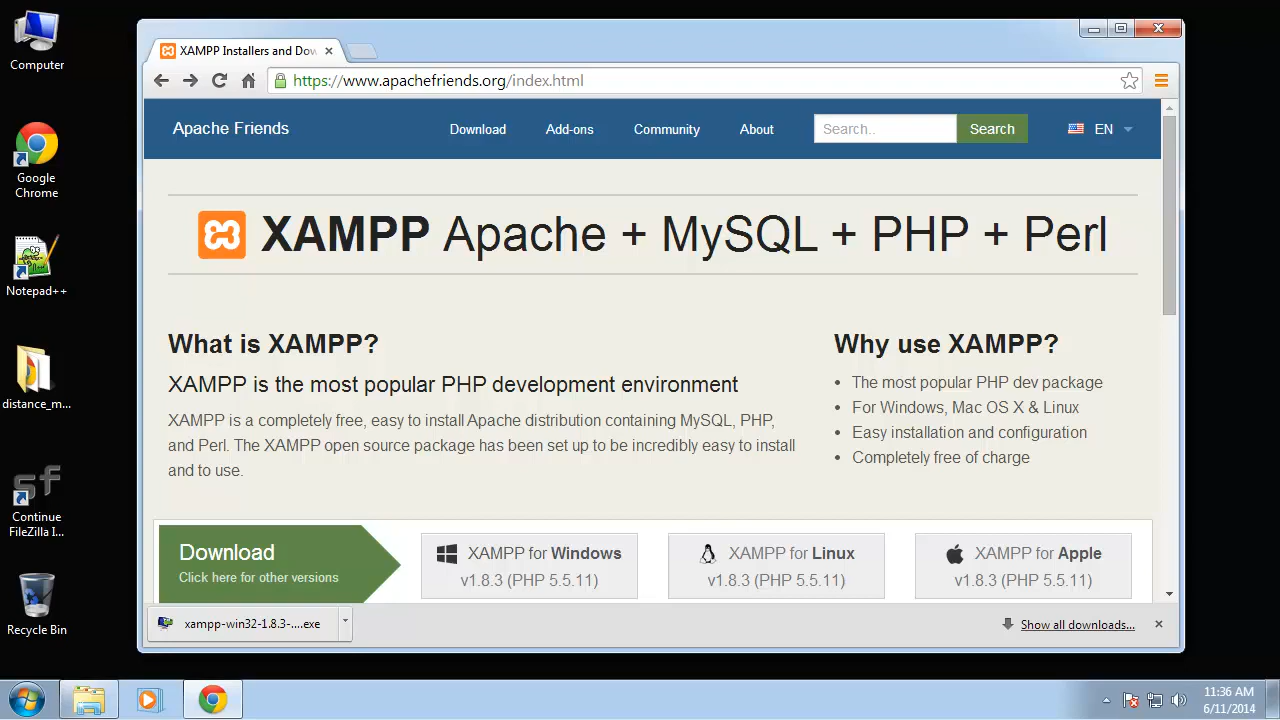 Computer
Google
Chrome
Notepad++
distance_m...
Continue
FileZilla I...
Recycle Bin
XAMPP Installers and Dow
https://www.apachefriends.org/index.html
Apache Friends
Download
Add-ons
Community
About
Search..
Search
EN
XAMPP Apache + MySQL + PHP + Perl
What is XAMPP?
XAMPP is the most popular PHP development environment
XAMPP is a completely free, easy to install Apache distribution containing MySQL, PHP,
and Perl. The XAMPP open source package has been set up to be incredibly easy to install
and to use.
Why use XAMPP?
The most popular PHP dev package
For Windows, Mac OS X & Linux
Easy installation and configuration
Completely free of charge
Download
Click here for other versions
XAMPP for Windows
v1.8.3 (PHP 5.5.11)
XAMPP for Linux
v1.8.3 (PHP 5.5.11)
XAMPP for Apple
v1.8.3 (PHP 5.5.11)
xampp-win32-1.8.3-....exe
Show all downloads...
11:36 AM
6/11/2014